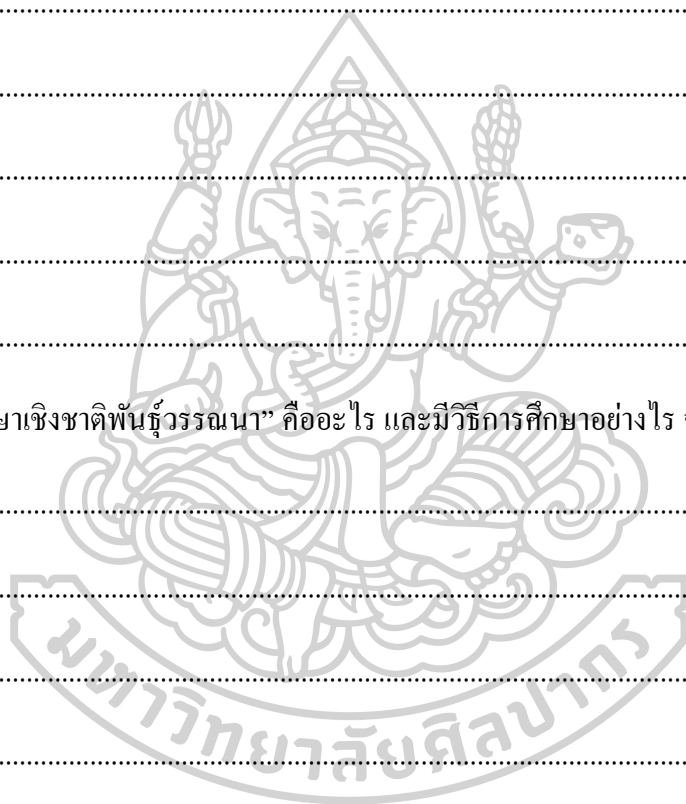 ษาเชิงชาติพันธุ์วรรณนา” คืออะไร และมีวิธีการศึกษาอย่างไร
มหาวิทยาลัยศิลปากร